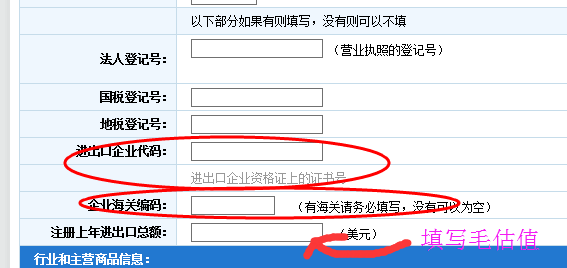 以下部分如果有则填写，没有则可以不填
法人登记号： （营业执照的登记号）
国税登记号：
地税登记号：
进出口企业代码：
进出口企业资格证上的证书号
企业海关编码： （有海关请务必填写，没有可以为空）
注册上年进出口总额： （美元） 填写毛估值
行业和主营商品信息：